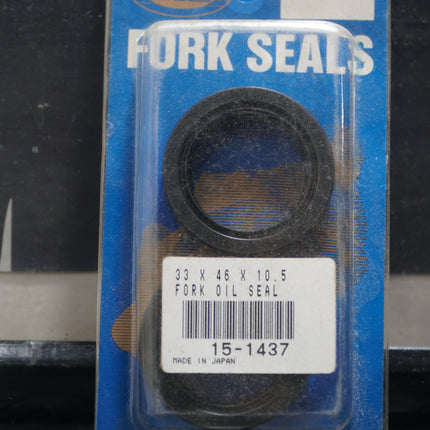 FORK SEALS
33 X 46 X 10.5
FORK OIL SEAL
15-1437
MADE IN JAPAN